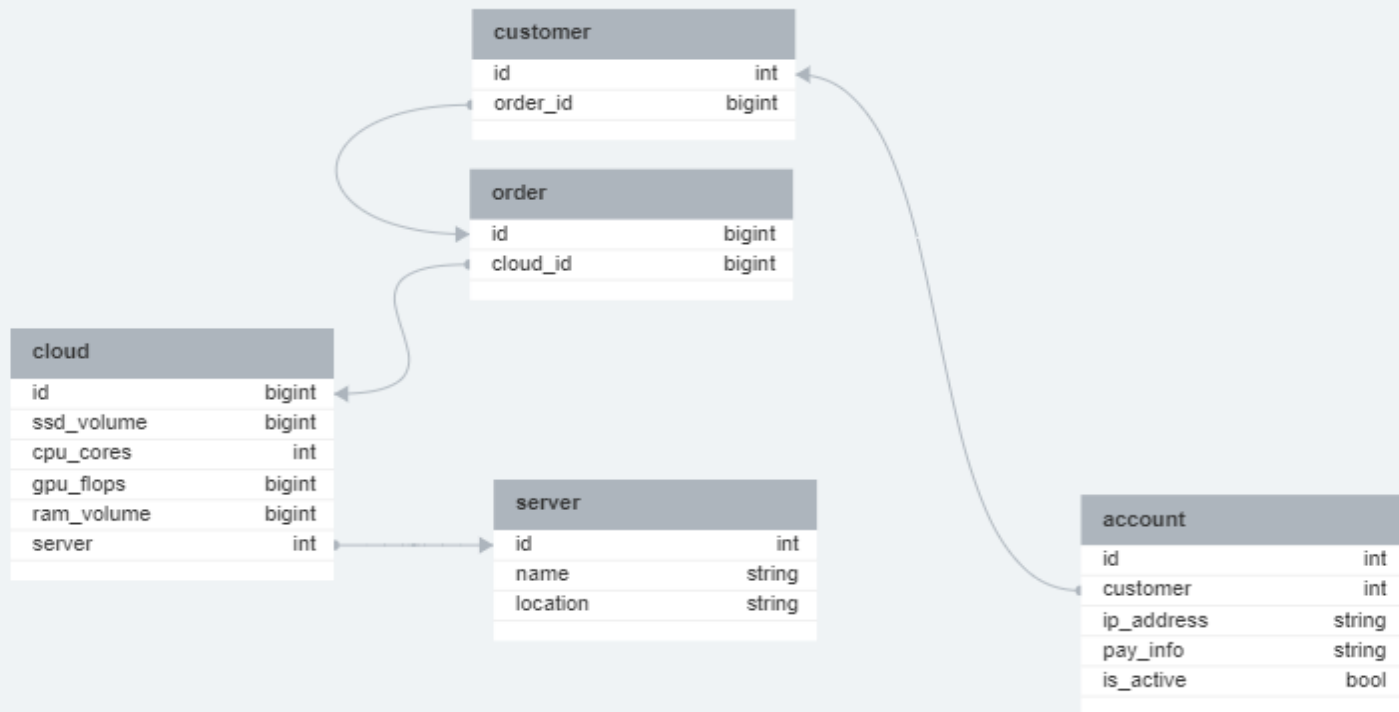 customer
id int
order_id bigint
order
id bigint
cloud_id bigint
cloud
id bigint
ssd_volume bigint
cpu_cores int
gpu_flops bigint
ram_volume bigint
server int
server
id int
name string
location string
account
id int
customer int
ip_address string
pay_info string
is_active bool